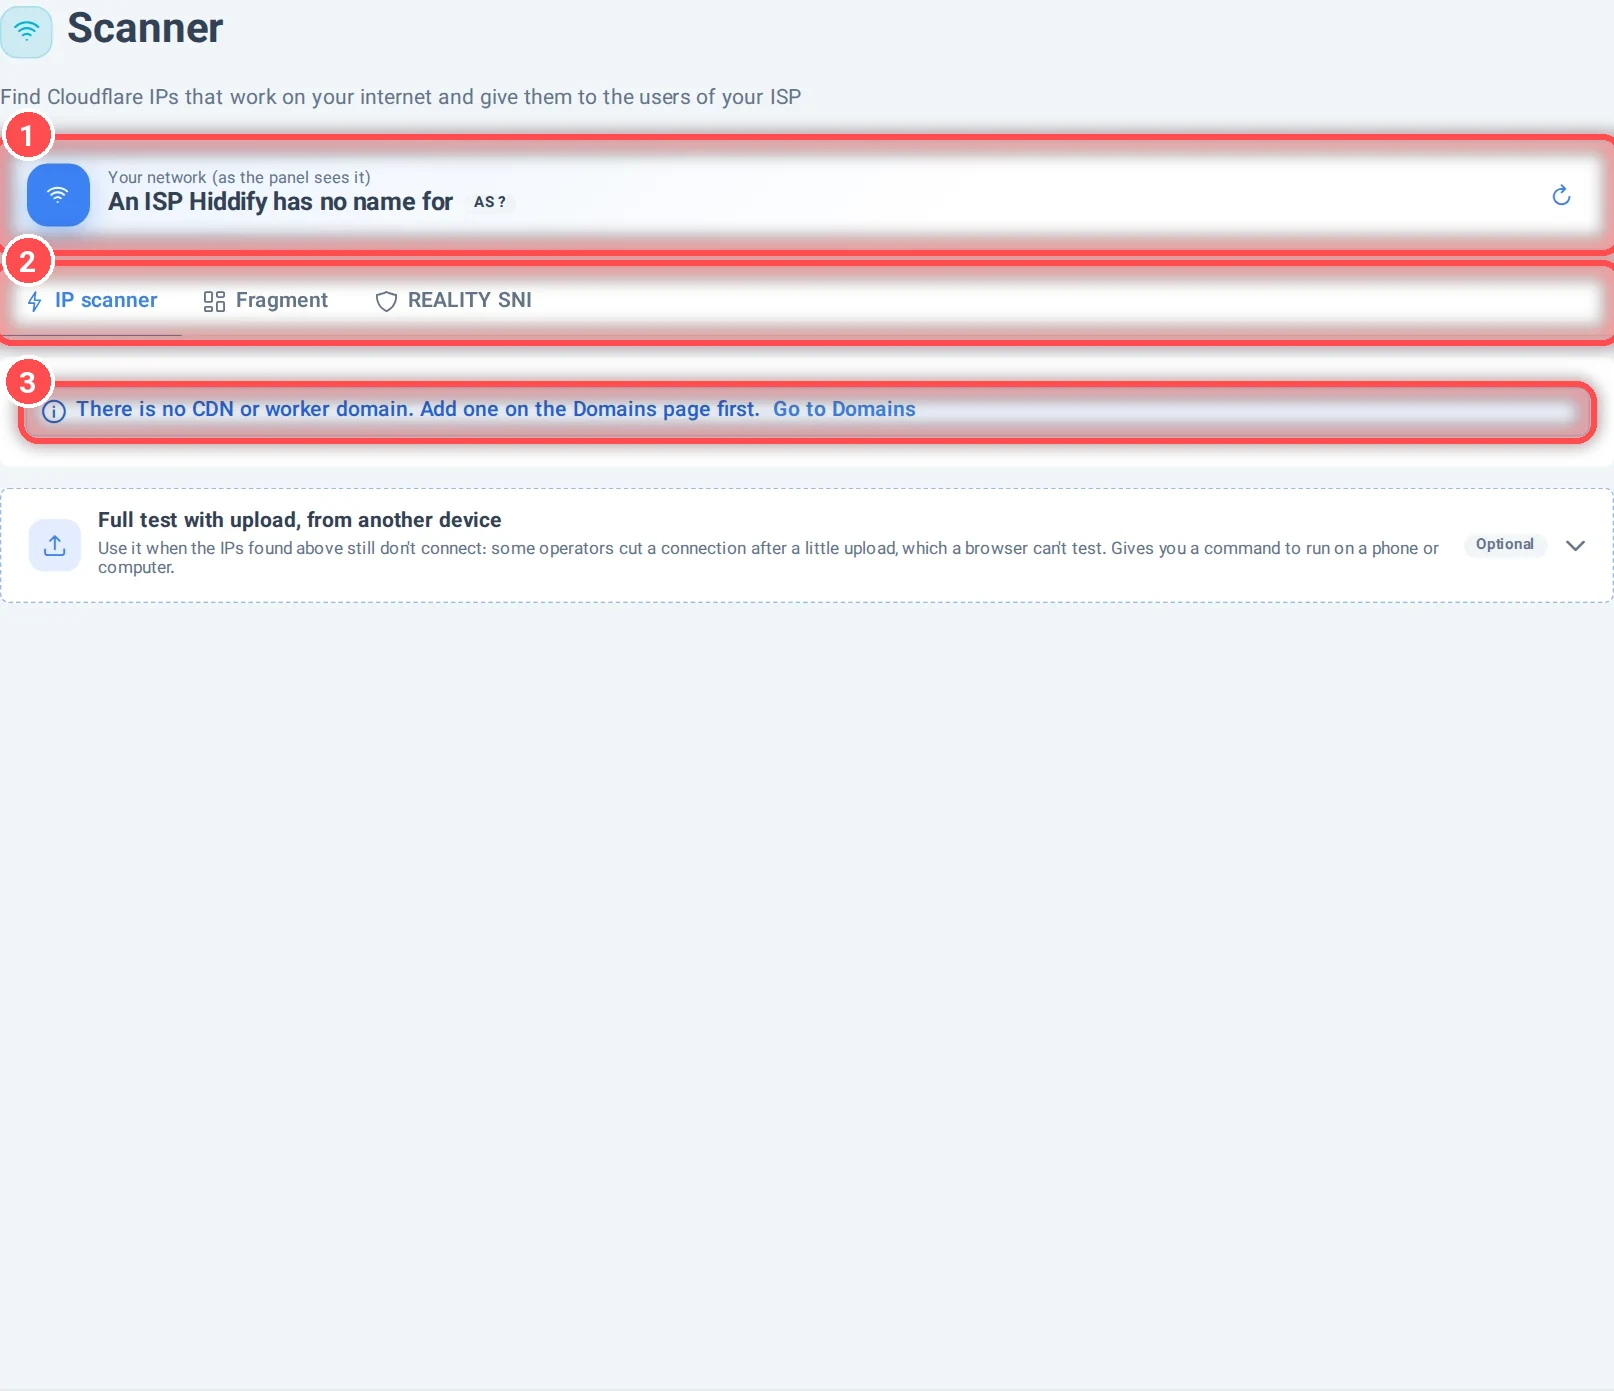 Scanner
Find Cloudflare IPs that work on your internet and give them to the users of your ISP
1
Your network (as the panel sees it)
An ISP Hiddify has no name for AS ?
2
IP scanner Fragment REALITY SNI
3
There is no CDN or worker domain. Add one on the Domains page first. Go to Domains
Full test with upload, from another device
Use it when the IPs found above still don't connect: some operators cut a connection after a little upload, which a browser can't test. Gives you a command to run on a phone or
computer.
Optional